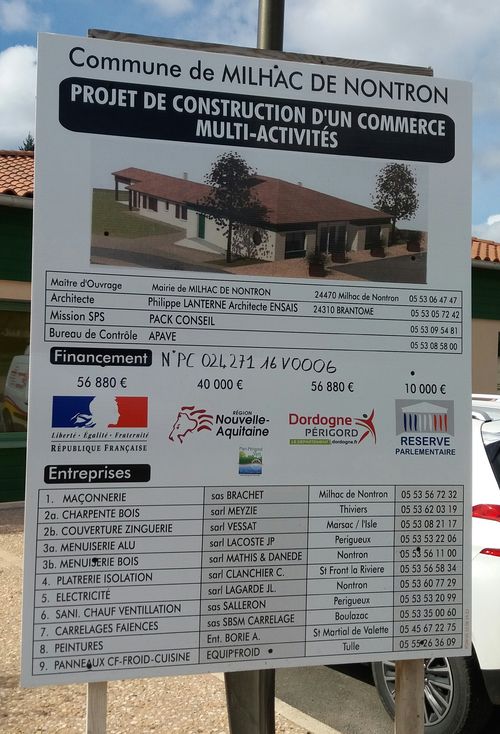 Commune de MILHAC DE NONTRON
PROJET DE CONSTRUCTION D'UN COMMERCE
MULTI-ACTIVITÉS
Maître d'Ouvrage Mairie de MILHAC DE NONTRON 24470 Milhac de Nontron 05 53 06 47 47
Architecte Philippe LANTERNE Architecte ENSAIS 24310 BRANTOME 05 53 05 72 42
Mission SPS PACK CONSEIL 05 53 09 54 81
Bureau de Contrôle APAVE 05 53 08 58 00
Financement N°PC 024 271 16 V0006
56 880 € 40 000 € 56 880 € 10 000 €
Liberté • Égalité • Fraternité
RÉPUBLIQUE FRANÇAISE
RÉGION
Nouvelle-
Aquitaine
Dordogne
PÉRIGORD
LE DÉPARTEMENT dordogne.fr
RESERVE
PARLEMENTAIRE
Entreprises
1. MAÇONNERIE sas BRACHET Milhac de Nontron 05 53 56 72 32
2a. CHARPENTE BOIS sarl MEYZIE Thiviers 05 53 62 03 19
2b. COUVERTURE ZINGUERIE sarl VESSAT Marsac / l'Isle 05 53 08 21 17
3a. MENUISERIE ALU sarl LACOSTE JP Perigueux 05 53 53 22 06
3b. MENUISERIE BOIS sarl MATHIS & DANEDE Nontron 05 53 56 11 00
4. PLATRERIE ISOLATION sarl CLANCHIER C. St Front la Riviere 05 53 56 58 34
5. ELECTRICITÉ sarl LAGARDE JL. Nontron 05 53 60 77 29
6. SANI. CHAUF VENTILLATION sas SALLERON Perigueux 05 53 53 20 99
7. CARRELAGES FAIENCES sas SBSM CARRELAGE Boulazac 05 53 35 00 60
8. PEINTURES Ent. BORIE A. St Martial de Valette 05 45 67 22 75
9. PANNEAUX CF-FROID-CUISINE EQUIP'FROID Tulle 05 55 26 36 09